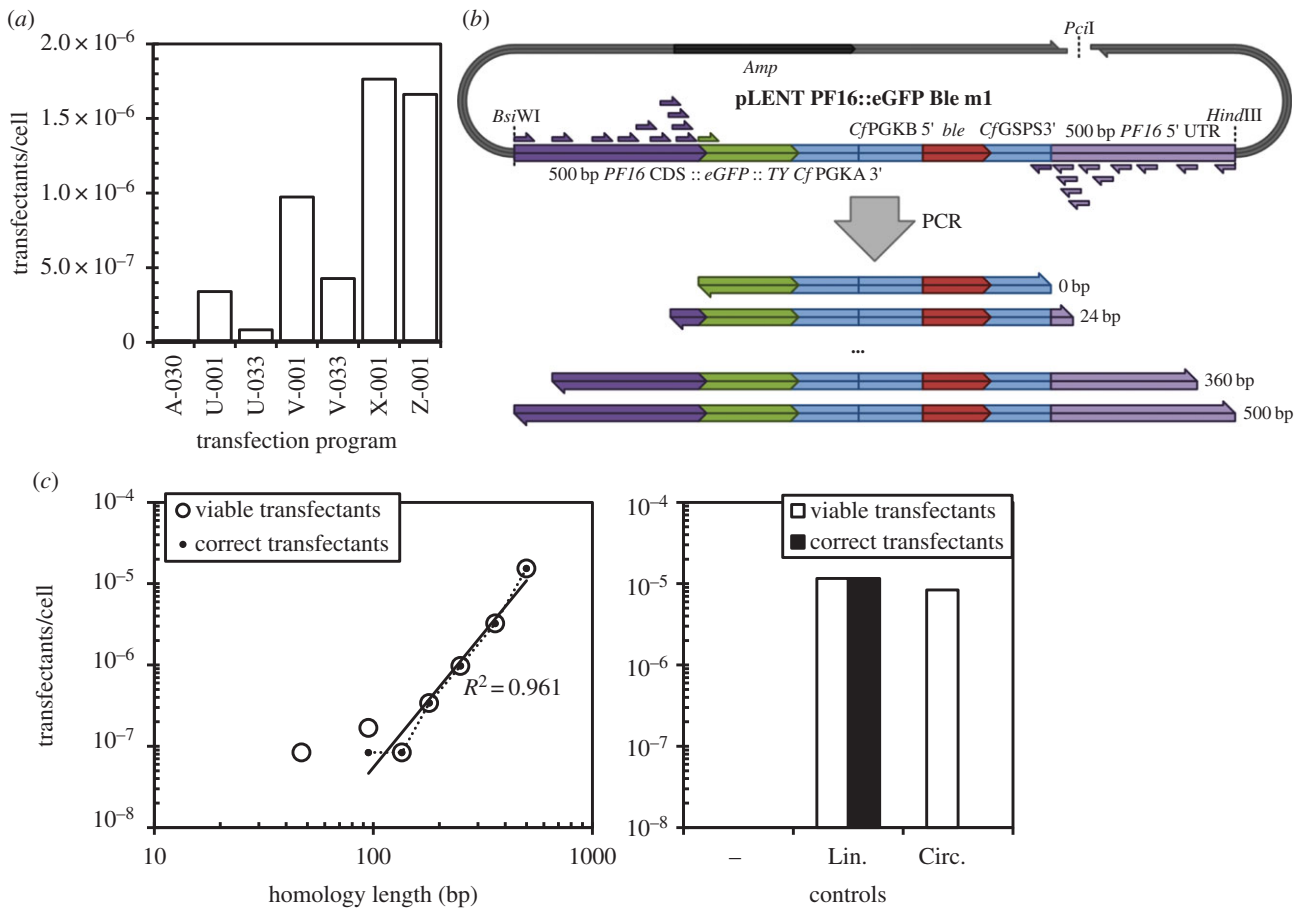 (a)
2.0 × 10⁻⁶
1.5 × 10⁻⁶
1.0 × 10⁻⁶
5.0 × 10⁻⁷
0
transfectants/cell
A-030
U-001
U-033
V-001
V-033
X-001
Z-001
transfection program
(b)
PciI
Amp
pLENT PF16::eGFP Ble m1
BsiWI
HindIII
CfPGKB 5' ble CfGSPS3' 500 bp PF16 5' UTR
500 bp PF16 CDS :: eGFP :: TY Cf PGKA 3'
PCR
0 bp
24 bp
...
360 bp
500 bp
(c)
10⁻⁴
10⁻⁵
10⁻⁶
10⁻⁷
10⁻⁸
transfectants/cell
viable transfectants
correct transfectants
R² = 0.961
10
100
1000
homology length (bp)
10⁻⁴
10⁻⁵
10⁻⁶
10⁻⁷
10⁻⁸
viable transfectants
correct transfectants
–
Lin.
Circ.
controls